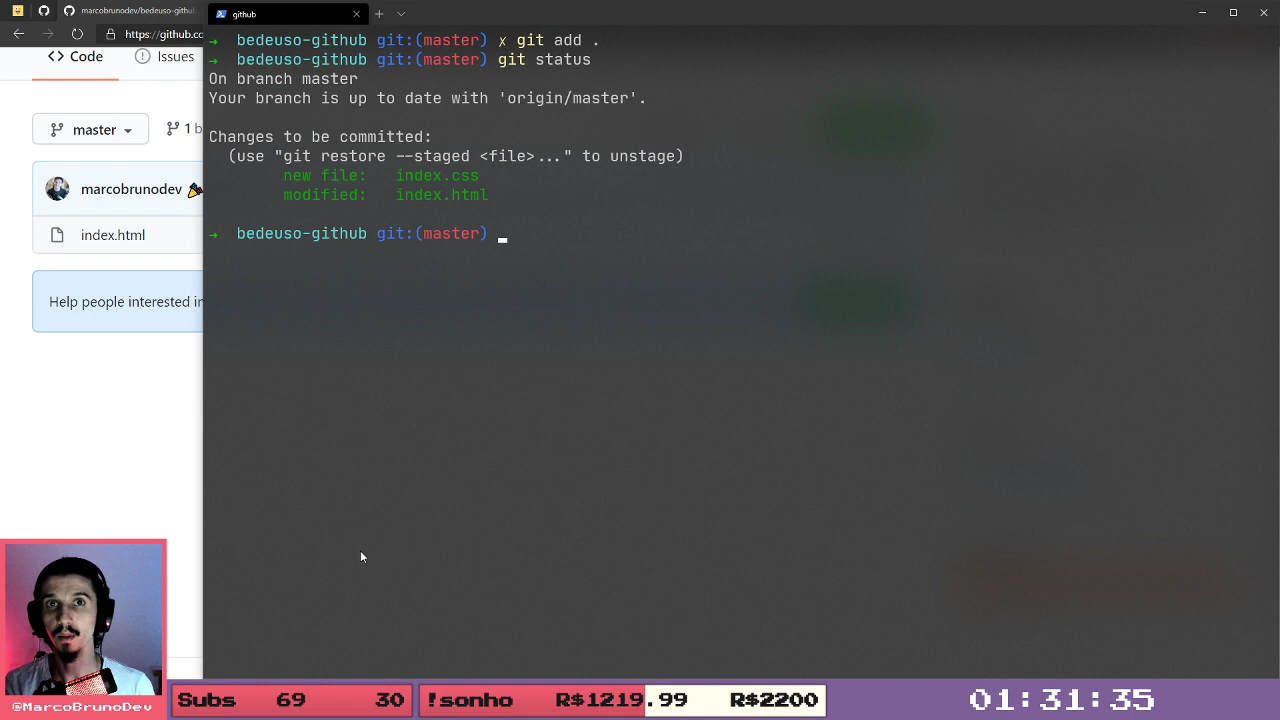 marcobrunodev/bedeuso-githu
github
https://github.co
Code
Issues
master
1 b
marcobrunodev
index.html
Help people interested in
→ bedeuso-github git:(master) ✗ git add .
→ bedeuso-github git:(master) git status
On branch master
Your branch is up to date with 'origin/master'.
Changes to be committed:
(use "git restore --staged <file>..." to unstage)
new file: index.css
modified: index.html
→ bedeuso-github git:(master)
@MarcoBrunoDev
Subs 69 30
!sonho R$1219.99 R$2200
01:31:35